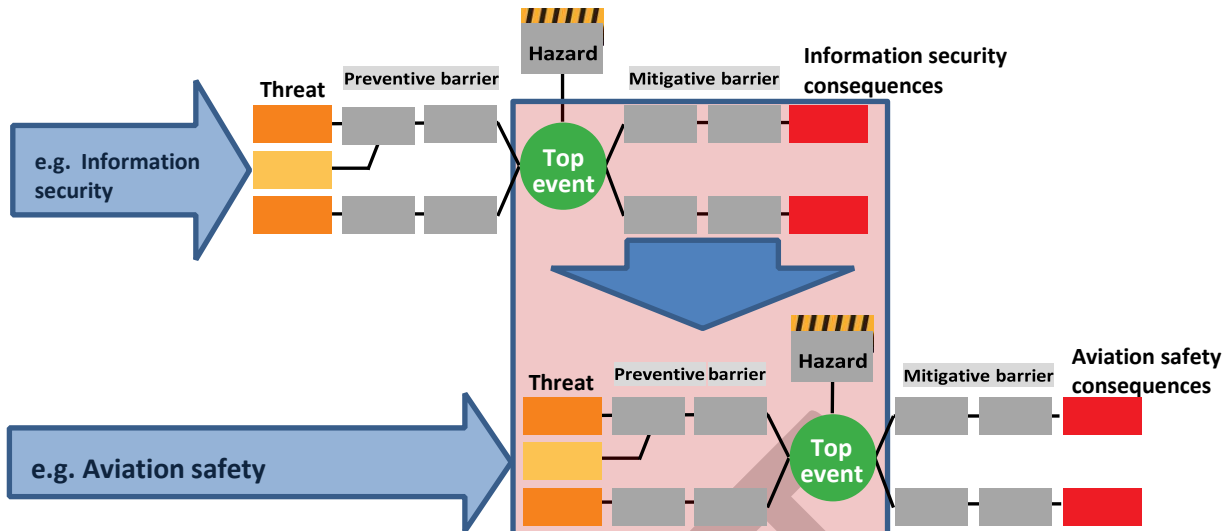 Hazard
Information security
consequences
Preventive barrier
Mitigative barrier
Threat
e.g. Information
security
Top
event
Hazard
Aviation safety
consequences
Preventive barrier
Mitigative barrier
Threat
e.g. Aviation safety
Top
event